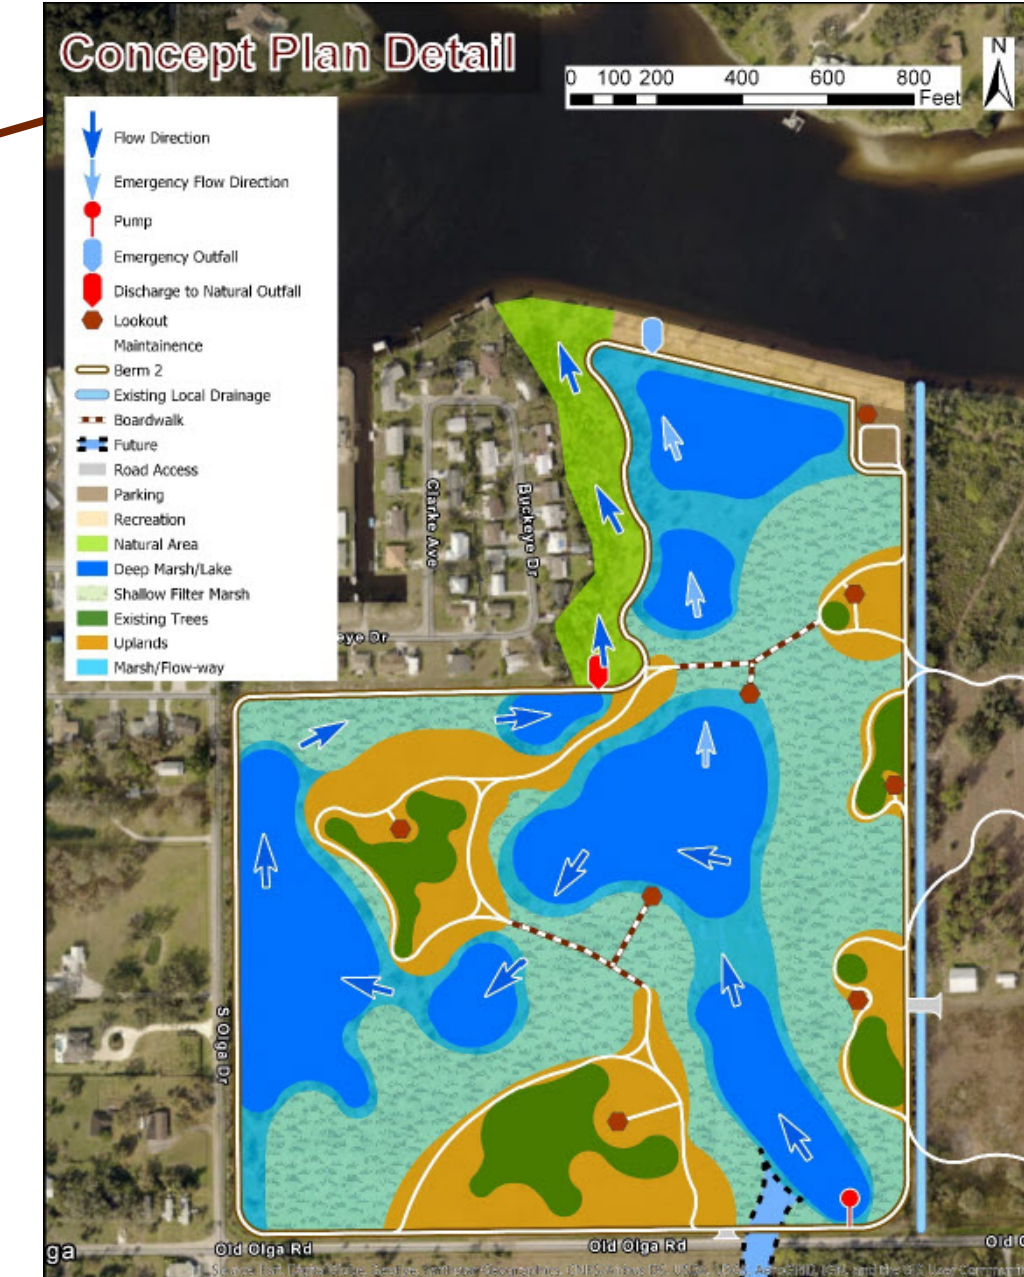 Concept Plan Detail
0 100 200 400 600 800
Feet
N
Flow Direction
Emergency Flow Direction
Pump
Emergency Outfall
Discharge to Natural Outfall
Lookout
Maintainence
Berm 2
Existing Local Drainage
Boardwalk
Future
Road Access
Parking
Recreation
Natural Area
Deep Marsh/Lake
Shallow Filter Marsh
Existing Trees
Uplands
Marsh/Flow-way
Clarke Ave
Buckeye Dr
eye Dr
S Olga Dr
ga
Old Olga Rd
Old Olga Rd
Old O